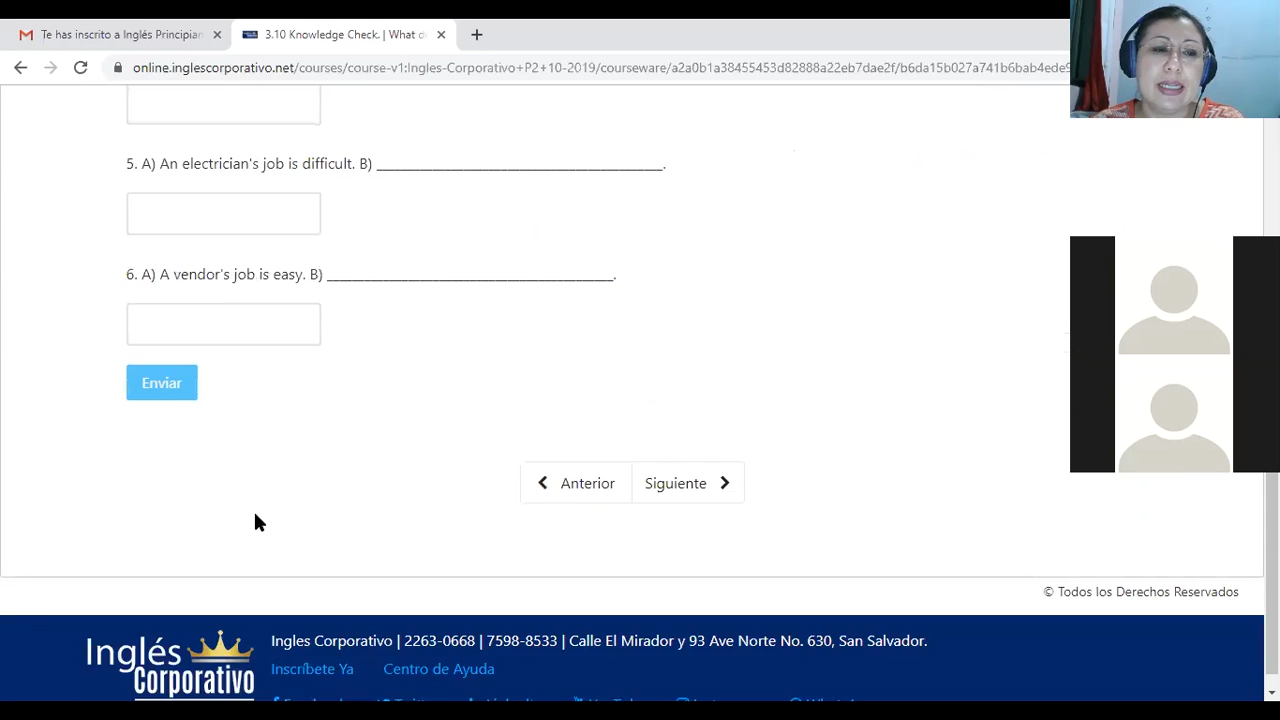 Te has inscrito a Inglés Principian
3.10 Knowledge Check. | What d
online.inglescorporativo.net/courses/course-v1:Ingles-Corporativo+P2+10-2019/courseware/a2a0b1a38455453d82888a22eb7dae2f/b6da15b027a741b6bab4ede9
5. A) An electrician's job is difficult. B) _________________________________________.
6. A) A vendor's job is easy. B) _________________________________________.
Enviar
Anterior Siguiente
© Todos los Derechos Reservados
Inglés Corporativo
Ingles Corporativo | 2263-0668 | 7598-8533 | Calle El Mirador y 93 Ave Norte No. 630, San Salvador.
Inscríbete Ya Centro de Ayuda